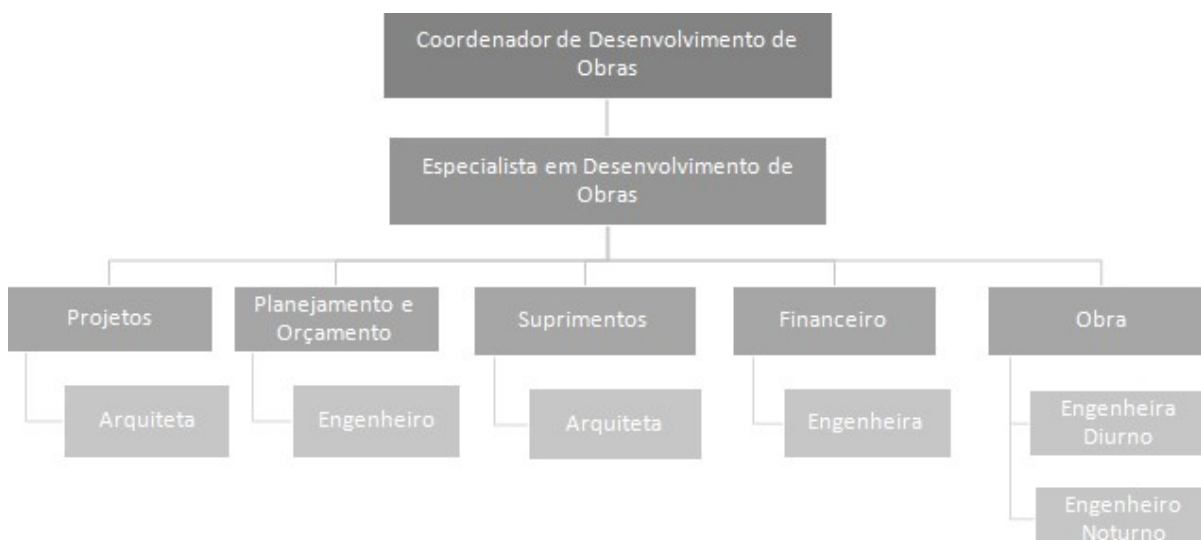 Coordenador de Desenvolvimento de
Obras
Especialista em Desenvolvimento de
Obras
Projetos
Planejamento e
Orçamento
Suprimentos
Financeiro
Obra
Arquiteta
Engenheiro
Arquiteta
Engenheira
Engenheira
Diurno
Engenheiro
Noturno